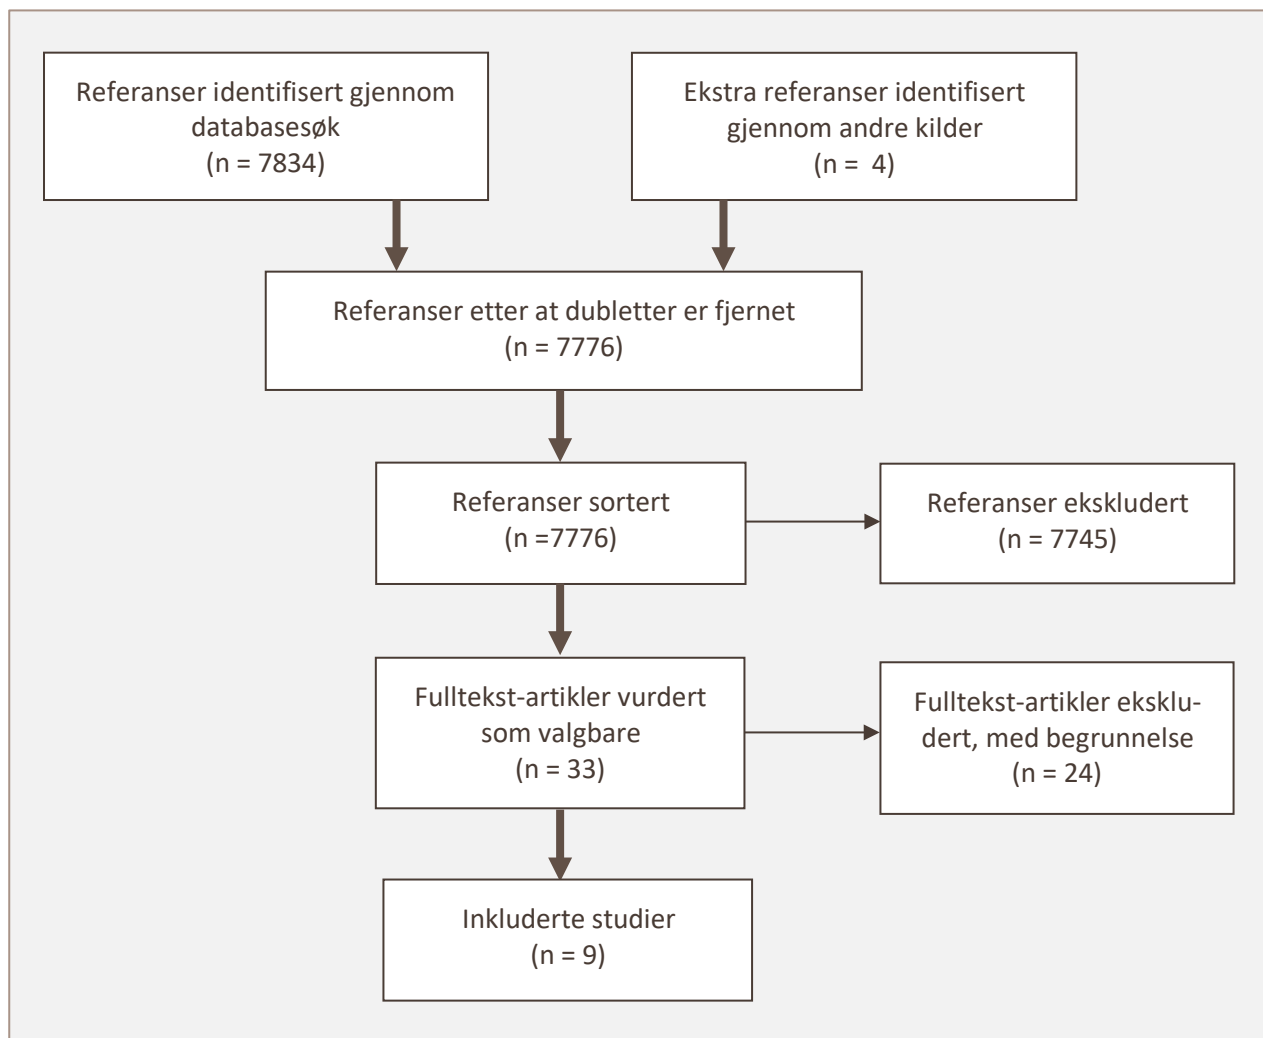 Referanser identifisert gjennom
databasesøk
(n = 7834)
Ekstra referanser identifisert
gjennom andre kilder
(n =  4)
Referanser etter at dubletter er fjernet
(n = 7776)
Referanser sortert
(n =7776)
Referanser ekskludert
(n = 7745)
Fulltekst-artikler vurdert
som valgbare
(n = 33)
Fulltekst-artikler eksklu-
dert, med begrunnelse
(n = 24)
Inkluderte studier
(n = 9)